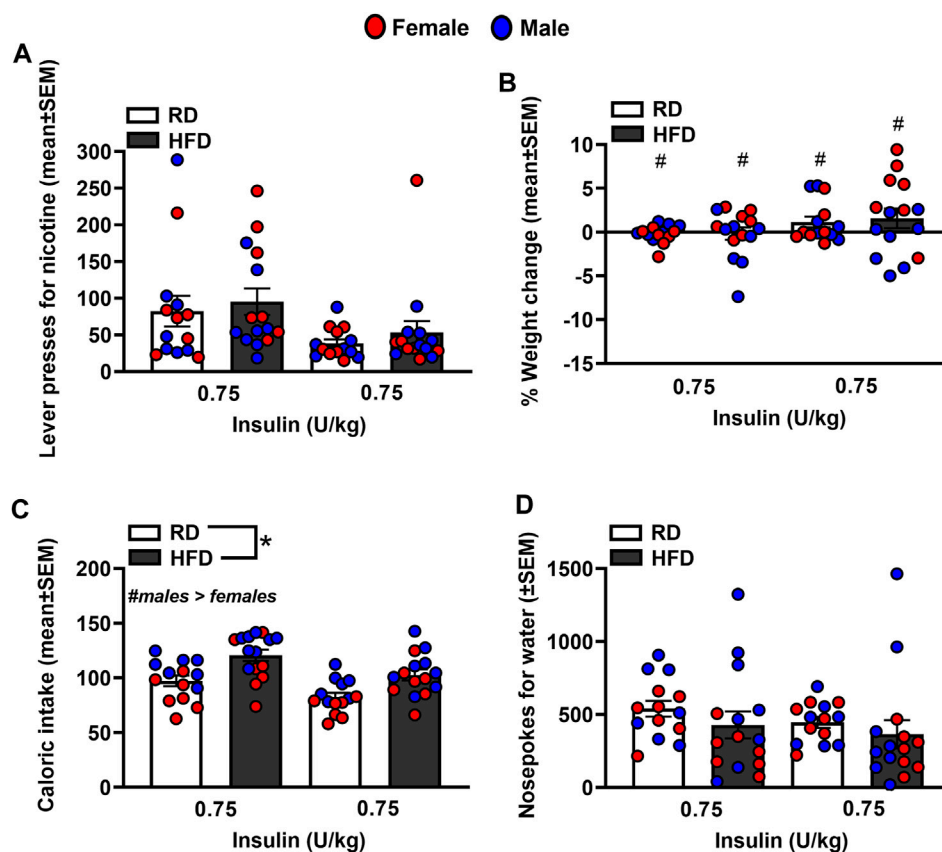 Female Male
A
RD
HFD
Lever presses for nicotine (mean±SEM)
300
250
200
150
100
50
0
0.75 0.75
Insulin (U/kg)
B
RD
HFD
% Weight change (mean±SEM)
10
5
0
-5
-10
-15
# # # #
0.75 0.75
Insulin (U/kg)
C
RD
HFD
*
#males > females
Caloric intake (mean±SEM)
200
150
100
50
0
0.75 0.75
Insulin (U/kg)
D
RD
HFD
Nosepokes for water (±SEM)
1500
1000
500
0
0.75 0.75
Insulin (U/kg)